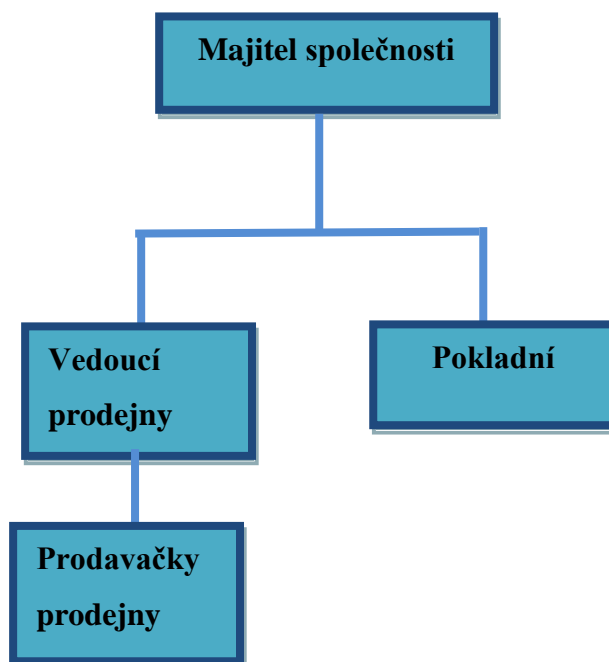 Majitel společnosti
Vedoucí
prodejny
Pokladní
Prodavačky
prodejny